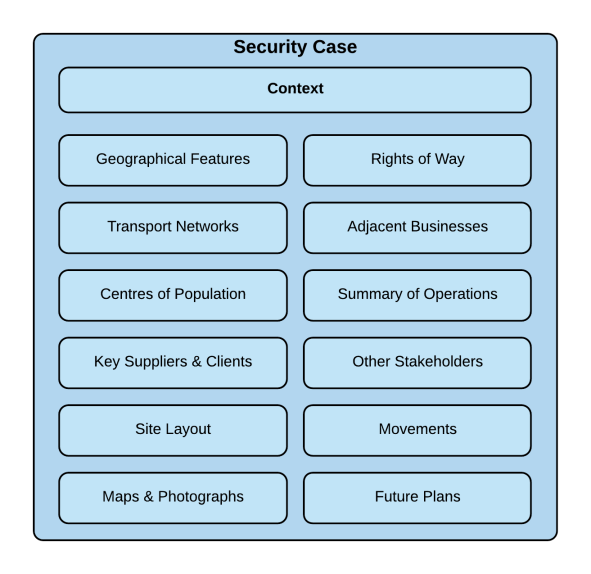 Security Case
Context
Geographical Features
Rights of Way
Transport Networks
Adjacent Businesses
Centres of Population
Summary of Operations
Key Suppliers & Clients
Other Stakeholders
Site Layout
Movements
Maps & Photographs
Future Plans